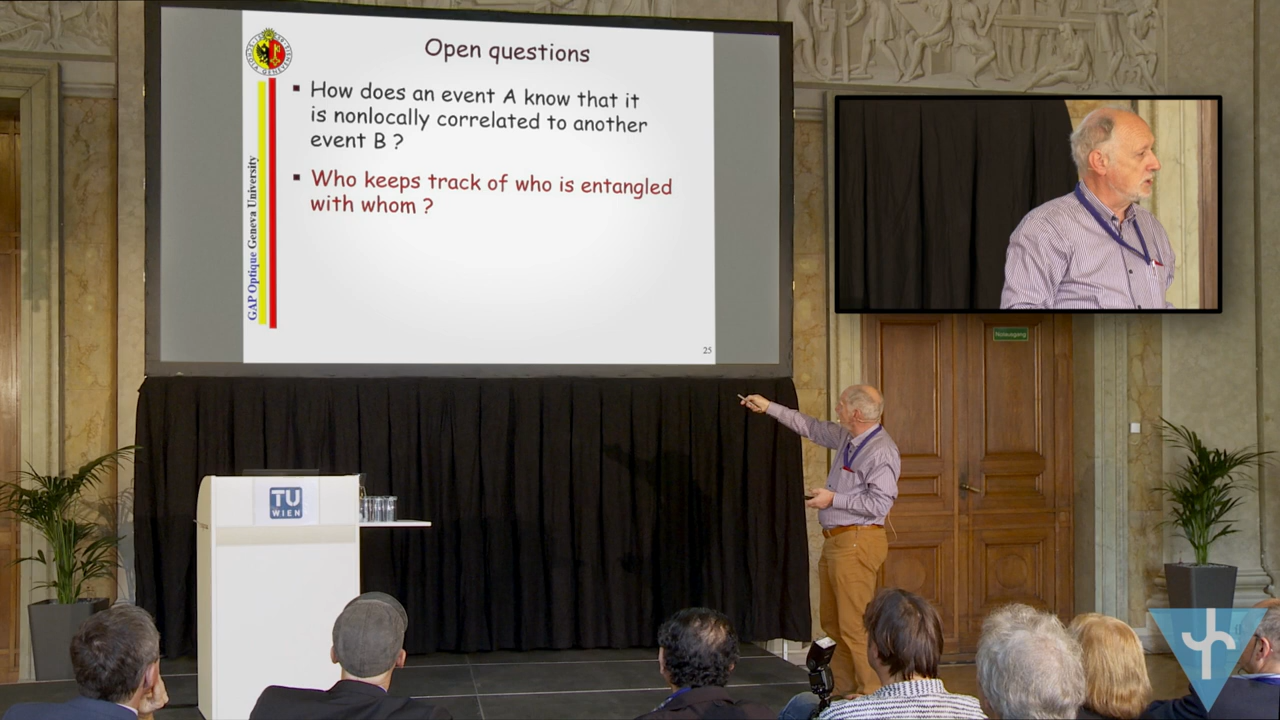 Open questions
▪ How does an event A know that it
is nonlocally correlated to another
event B ?
▪ Who keeps track of who is entangled
with whom ?
GAP Optique Geneva University
25
Notausgang
TU
WIEN